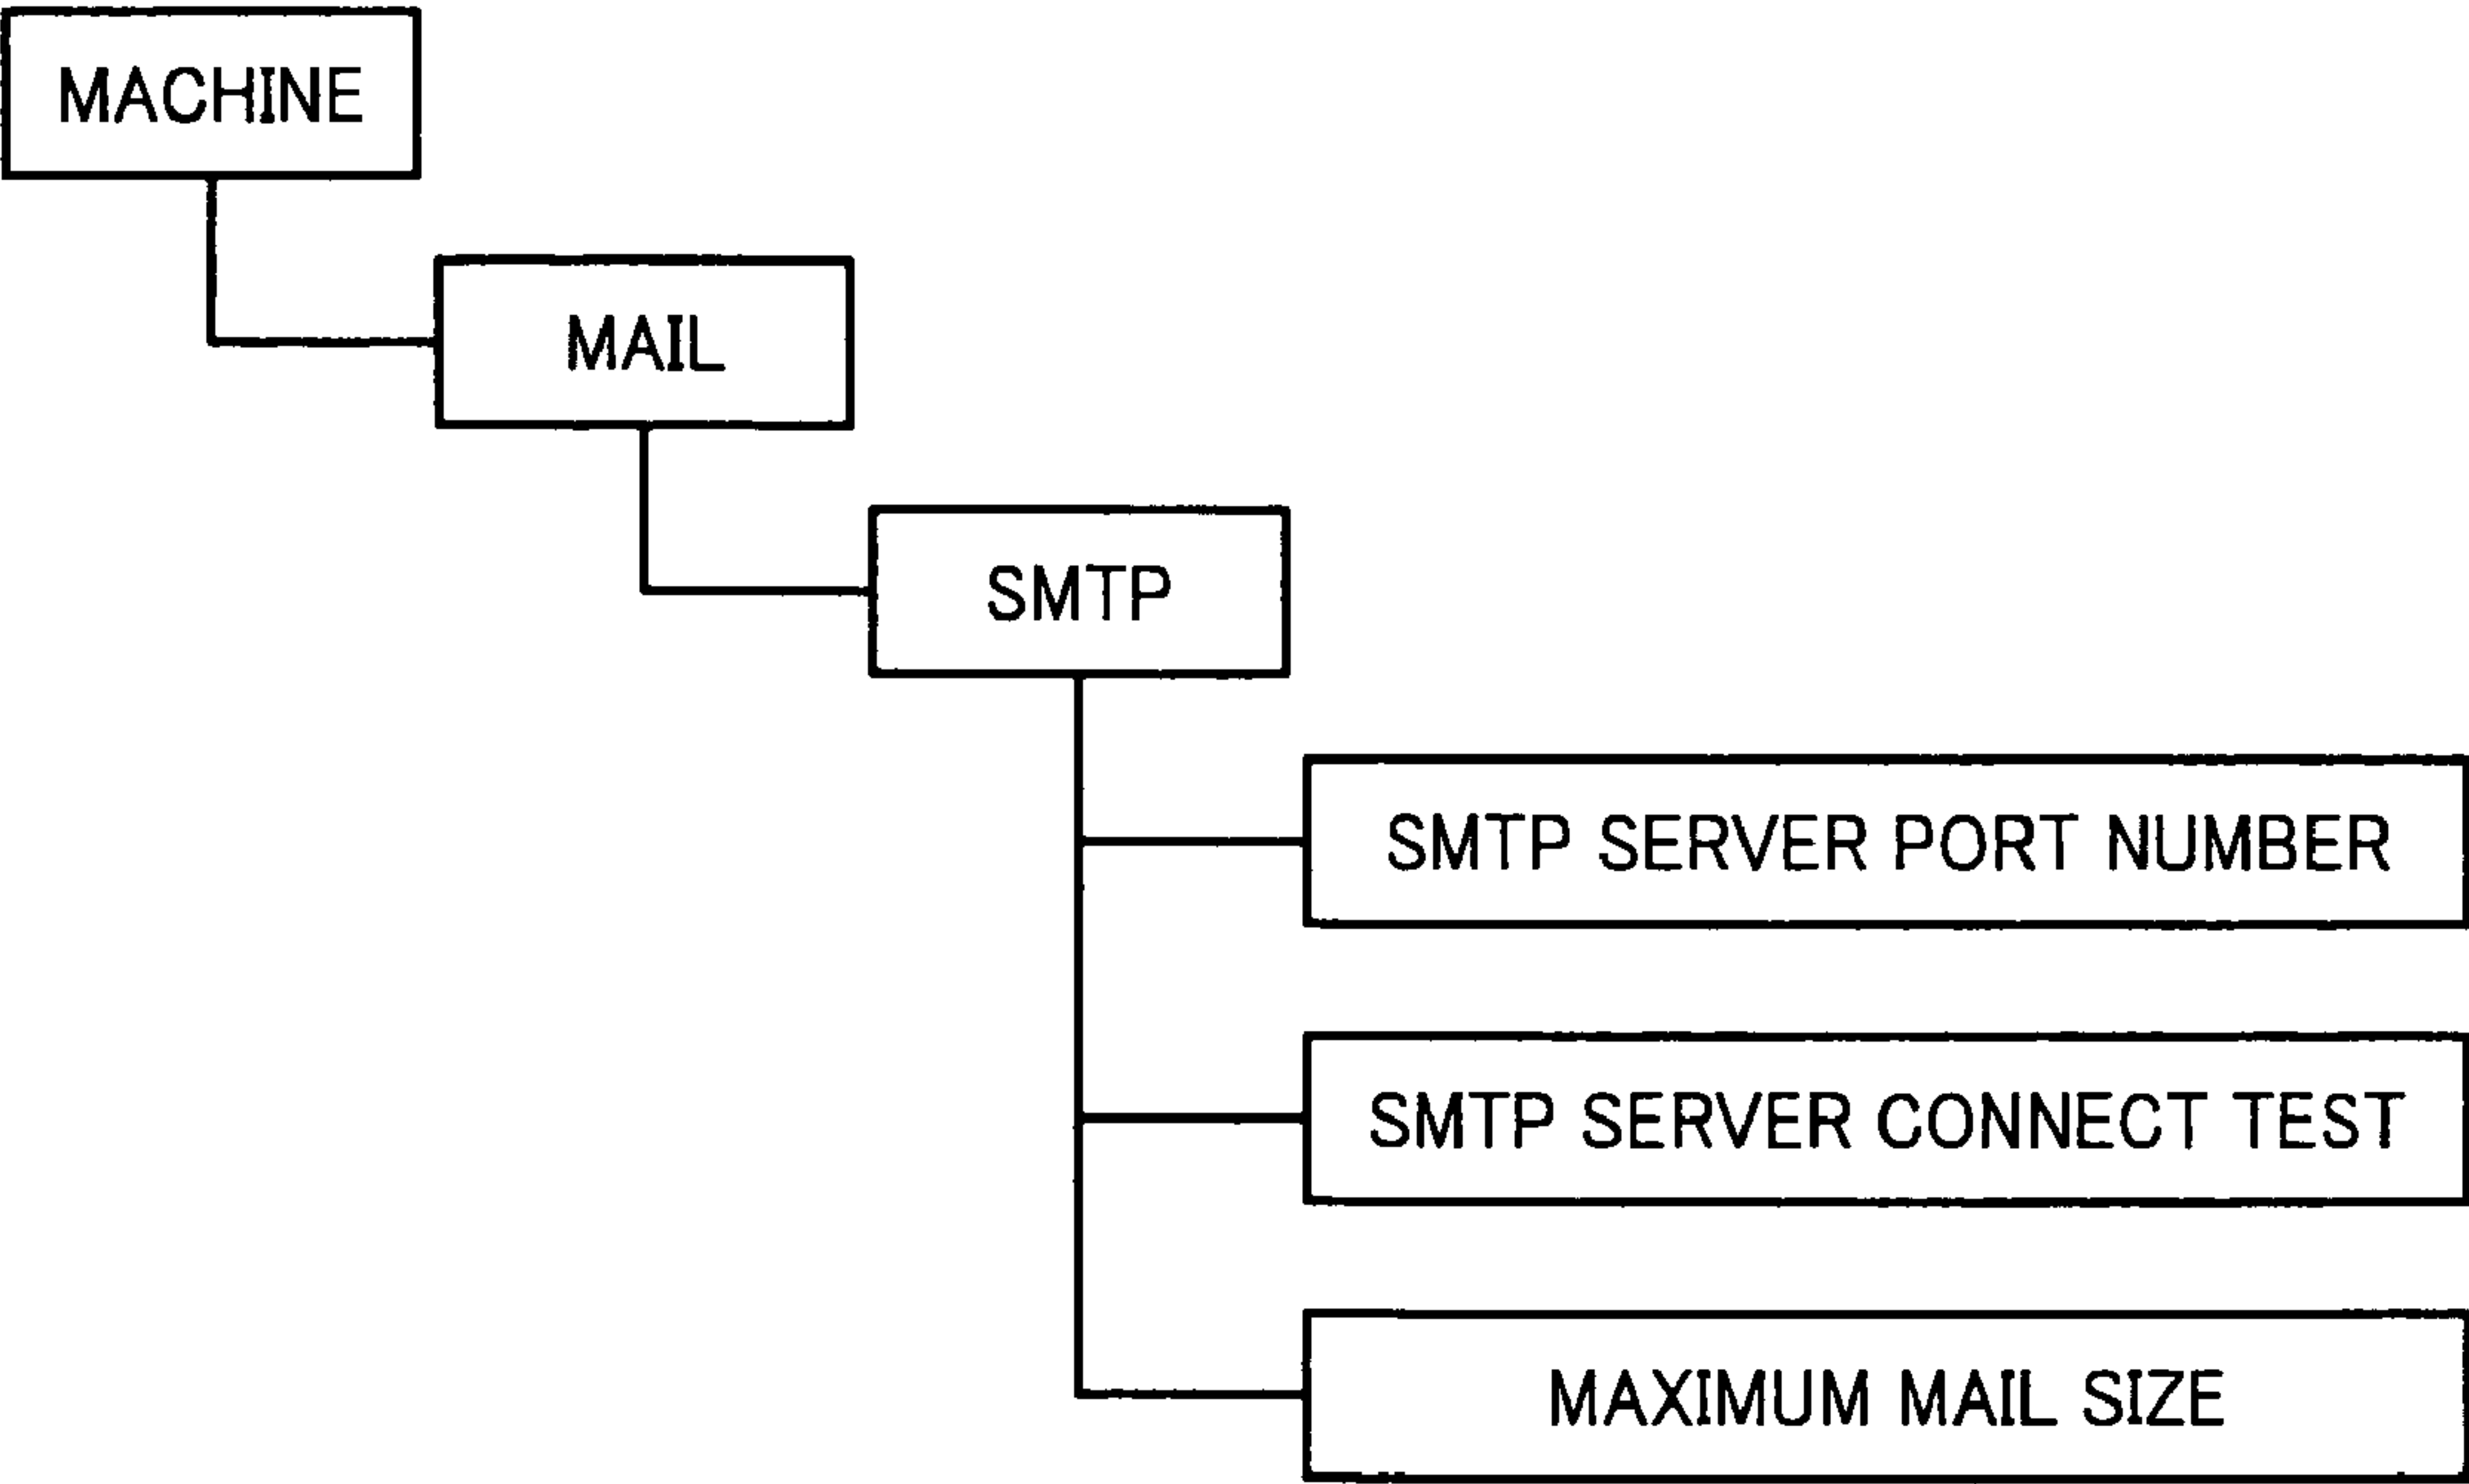 MACHINE
MAIL
SMTP
SMTP SERVER PORT NUMBER
SMTP SERVER CONNECT TEST
MAXIMUM MAIL SIZE